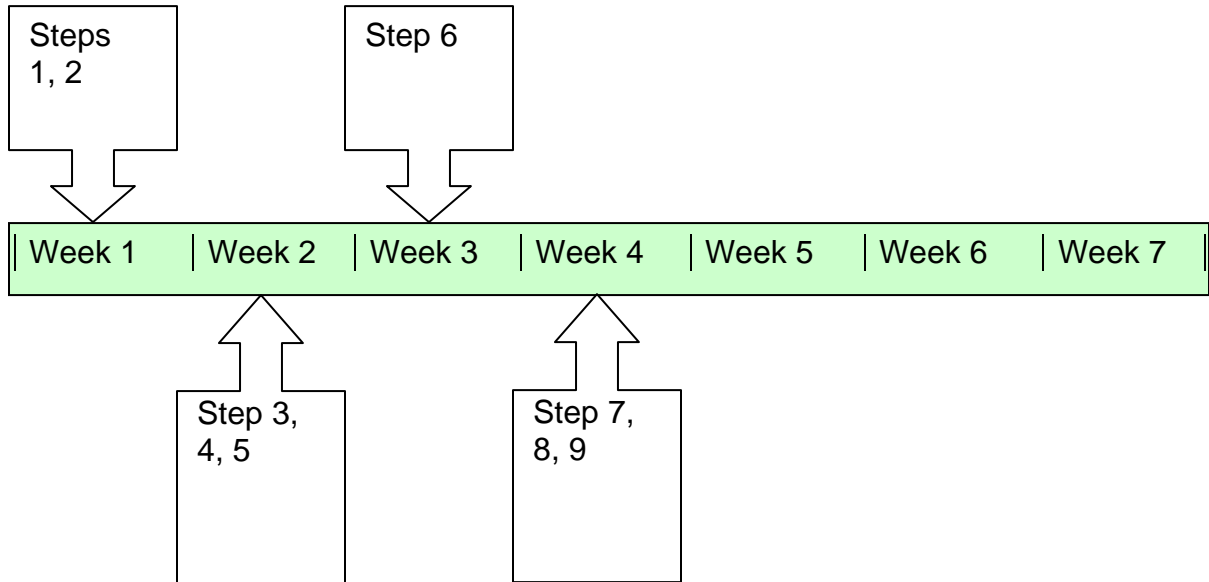 Steps
1, 2
Step 6
Week 1 Week 2 Week 3 Week 4 Week 5 Week 6 Week 7
Step 3,
4, 5
Step 7,
8, 9